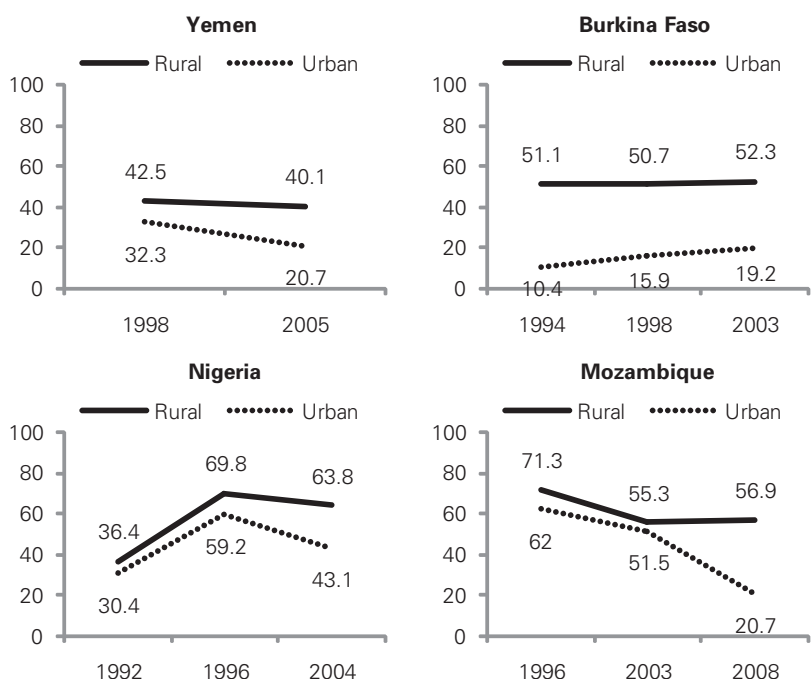 Yemen
Rural Urban
100
80
60
40
20
0
42.5 40.1
32.3 20.7
1998 2005
Burkina Faso
Rural Urban
100
80
60
40
20
0
51.1 50.7 52.3
10.4 15.9 19.2
1994 1998 2003
Nigeria
Rural Urban
100
80
60
40
20
0
36.4 69.8 63.8
30.4 59.2 43.1
1992 1996 2004
Mozambique
Rural Urban
100
80
60
40
20
0
71.3 55.3 56.9
62 51.5 20.7
1996 2003 2008